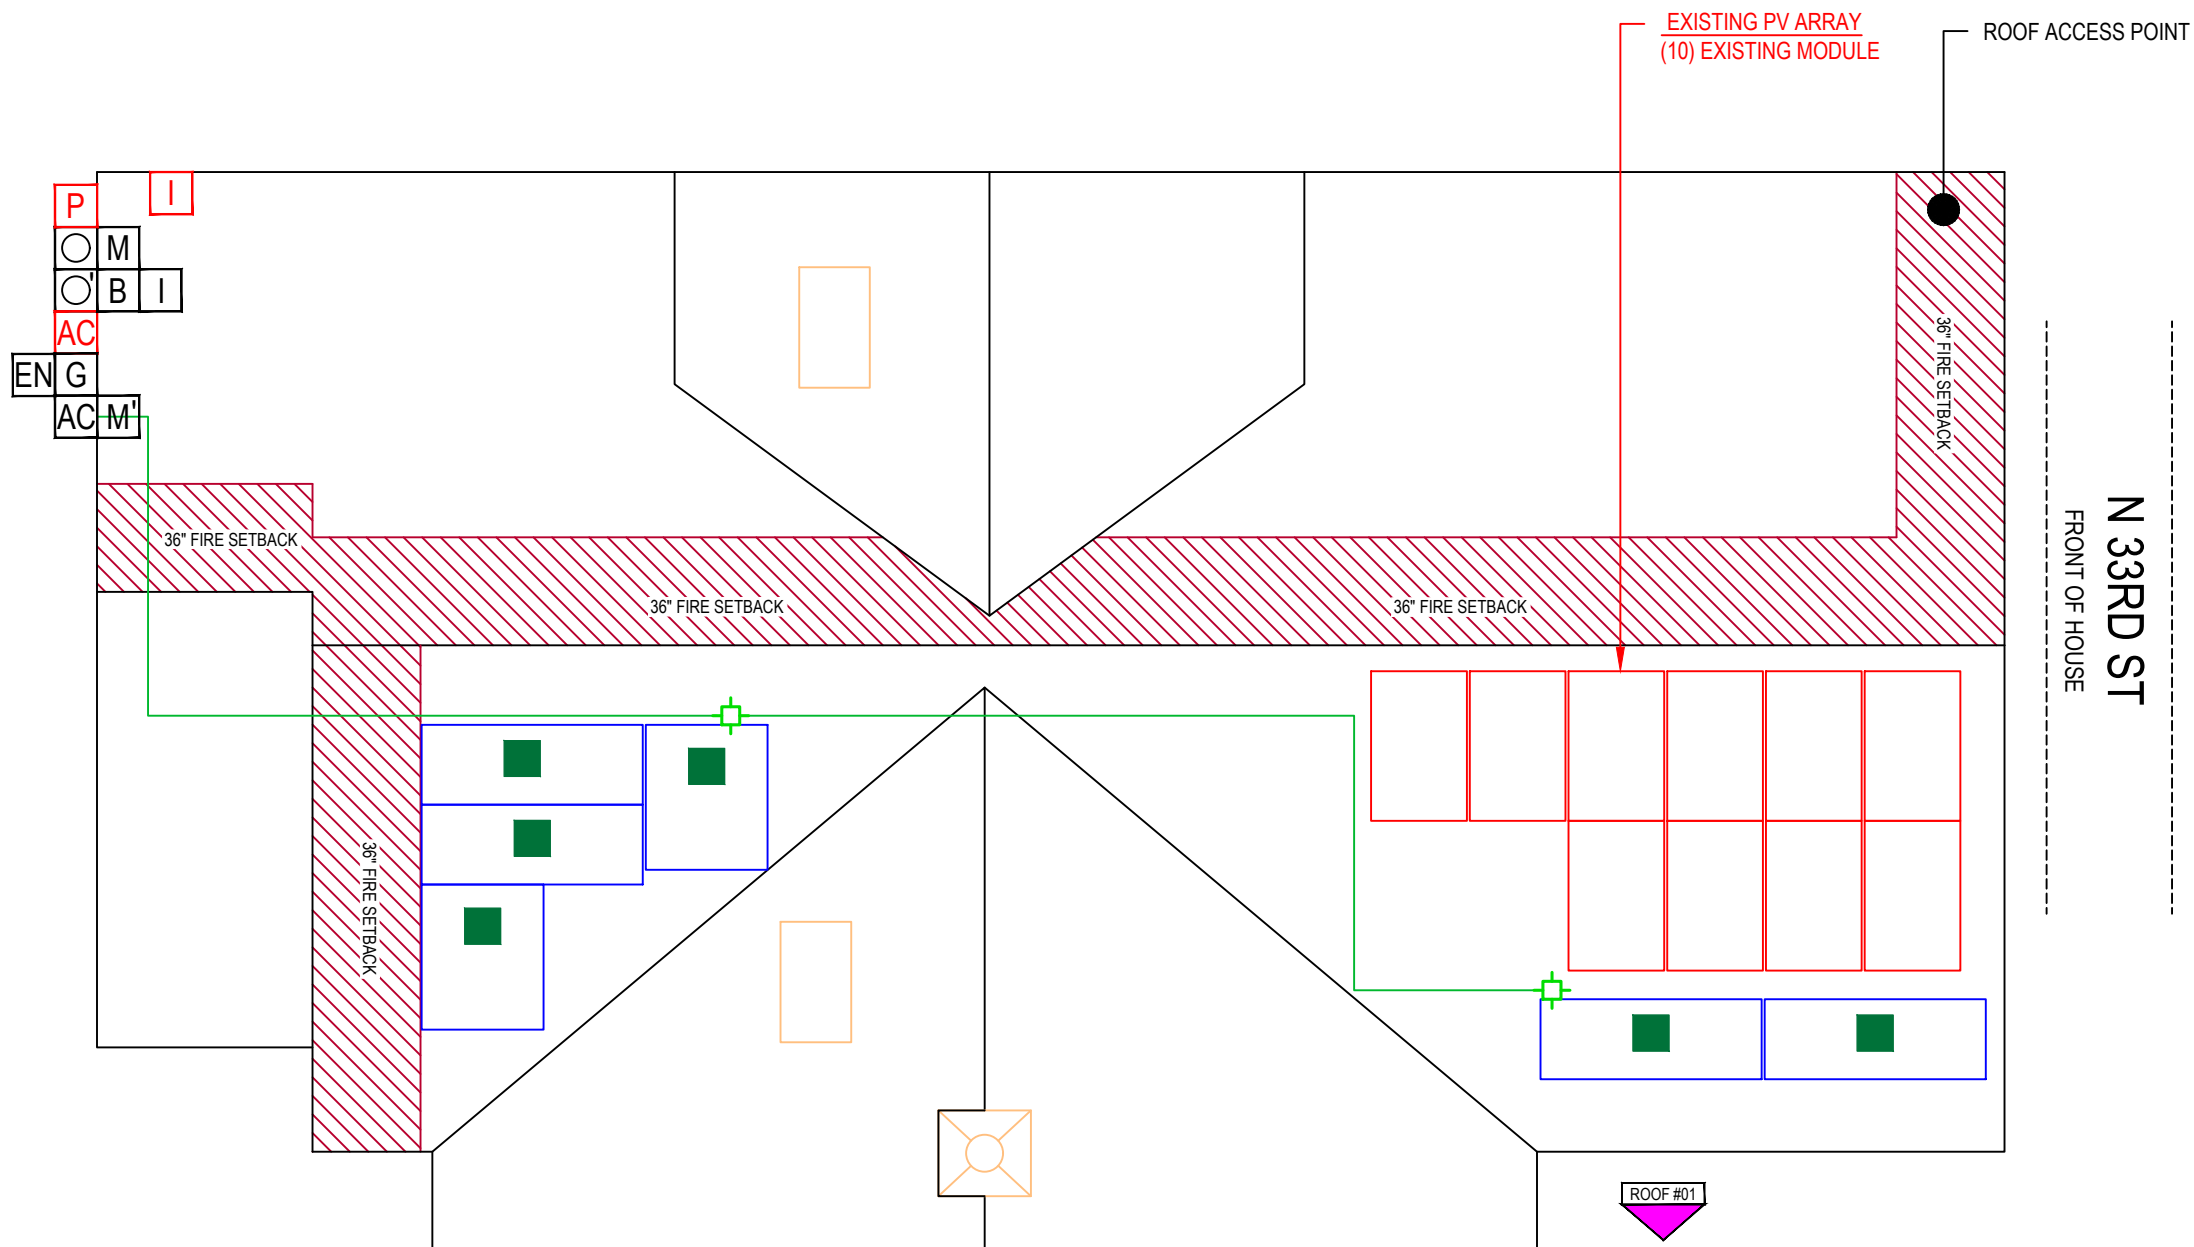 EXISTING PV ARRAY
(10) EXISTING MODULE
ROOF ACCESS POINT
P
I
M
' B I
AC
EN G
AC M'
36" FIRE SETBACK
36" FIRE SETBACK
36" FIRE SETBACK
36" FIRE SETBACK
36" FIRE SETBACK
N 33RD ST
FRONT OF HOUSE
ROOF #01